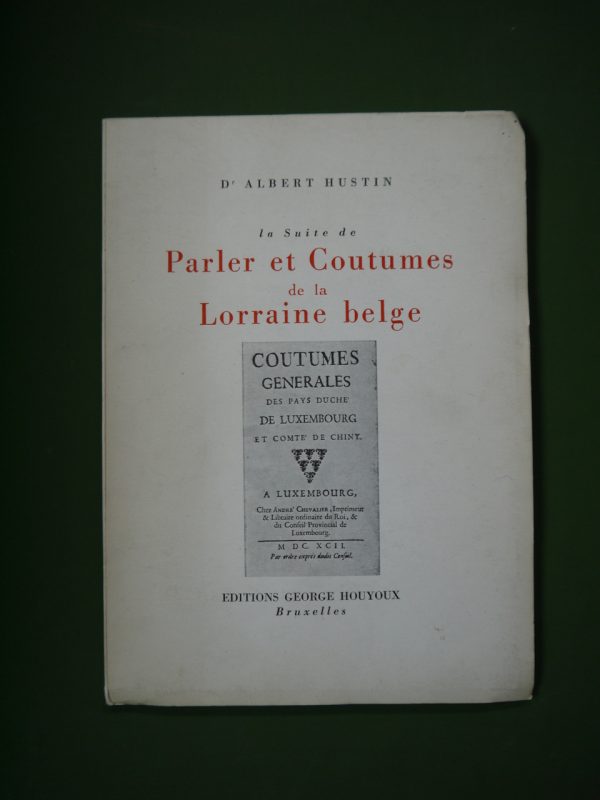 Dr ALBERT HUSTIN
la Suite de
Parler et Coutumes
de la
Lorraine belge
COUTUMES
GENERALES
DES PAYS DUCHE'
DE LUXEMBOURG
ET COMTE' DE CHINY.
A LUXEMBOURG,
Chez ANDRE' CHEVALIER, Imprimeur
& Libraire ordinaire du Roi, &
du Conseil Provincial de
Luxembourg.
M DC. XCII.
Par ordre exprés dudit Conseil.
EDITIONS GEORGE HOUYOUX
Bruxelles